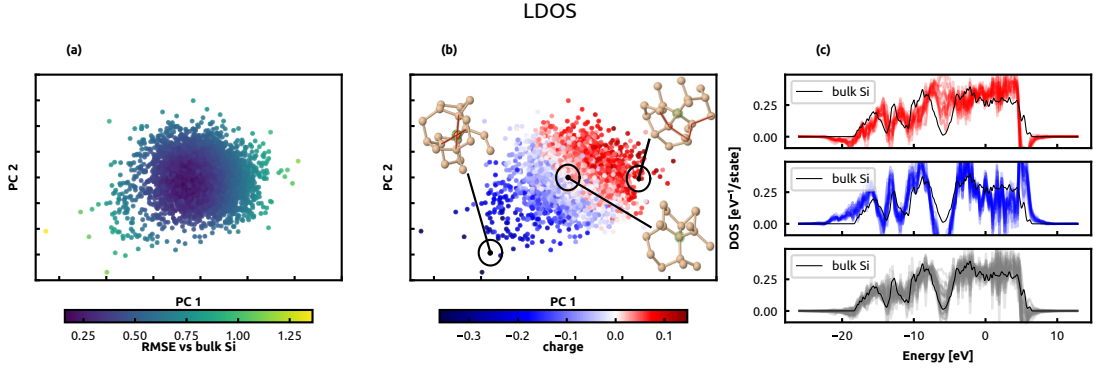 LDOS
(a)
(b)
(c)
PC 2
PC 1
0.25 0.50 0.75 1.00 1.25
RMSE vs bulk Si
PC 2
PC 1
−0.3 −0.2 −0.1 0.0 0.1
charge
DOS [eV⁻¹/state]
0.25
0.00
bulk Si
0.25
0.00
bulk Si
0.25
0.00
bulk Si
−20 −10 0 10
Energy [eV]